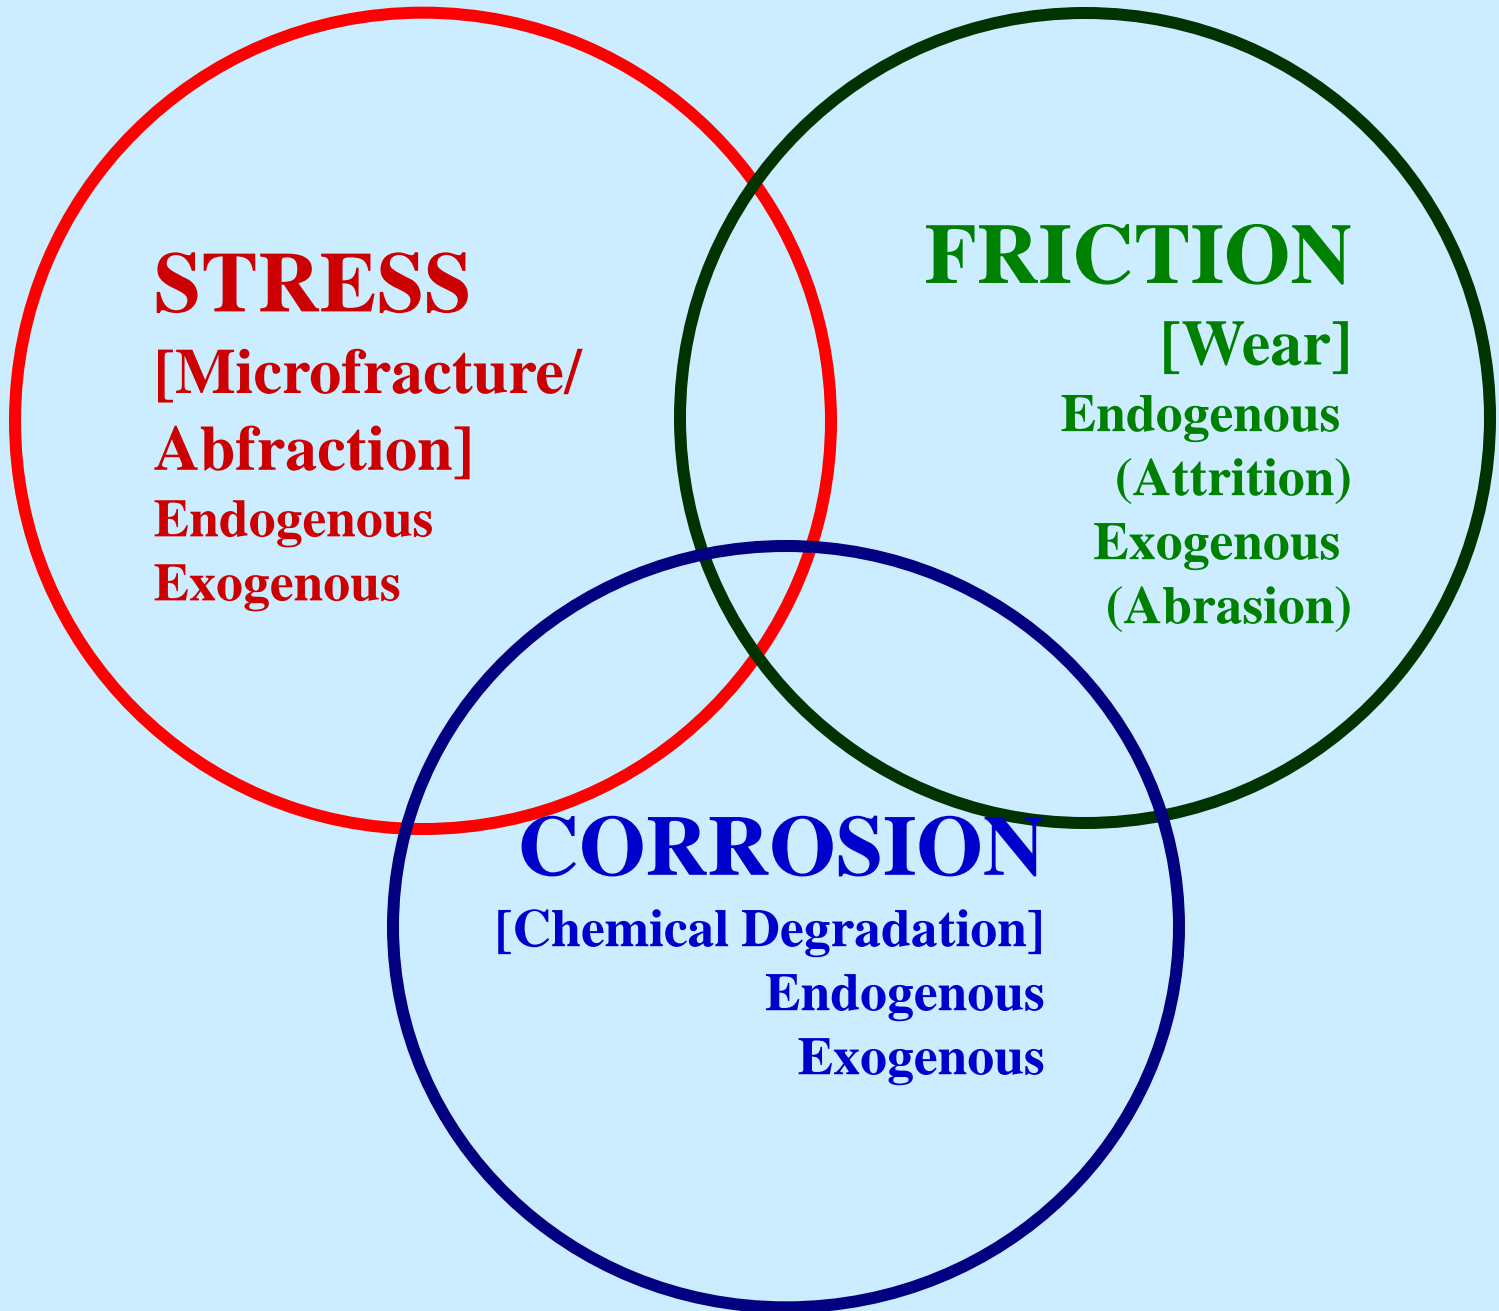 STRESS
[Microfracture/
Abfraction]
Endogenous
Exogenous
FRICTION
[Wear]
Endogenous
(Attrition)
Exogenous
(Abrasion)
CORROSION
[Chemical Degradation]
Endogenous
Exogenous